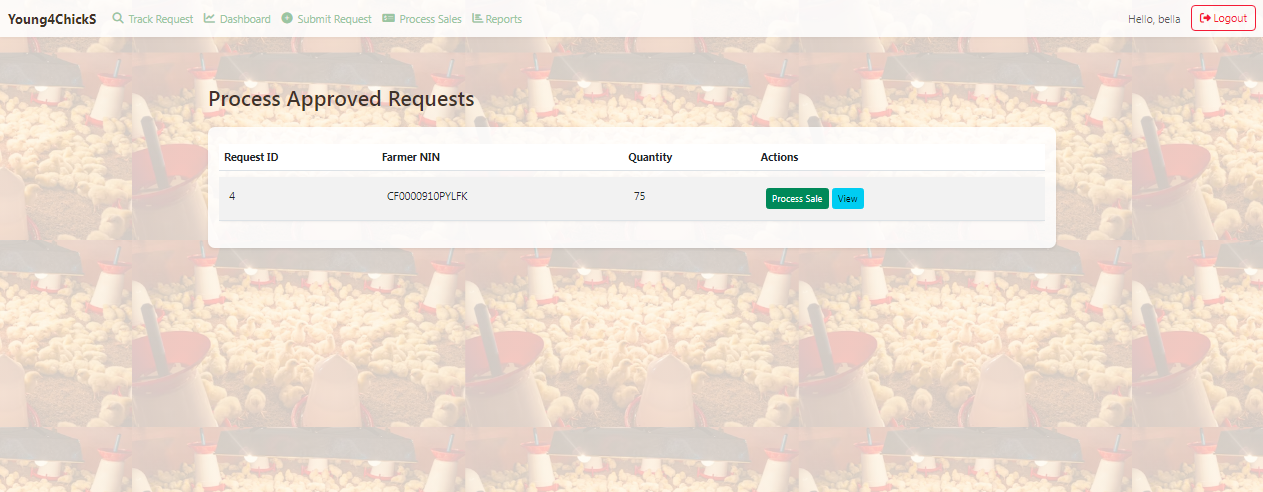 Young4ChickS Track Request Dashboard Submit Request Process Sales Reports Hello, bella Logout
Process Approved Requests
Request ID Farmer NIN Quantity Actions
4 CF0000910PYLFK 75 Process Sale View